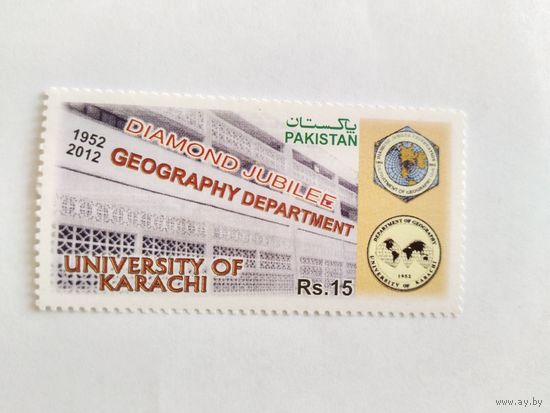 1952
2012
DIAMOND JUBILEE
GEOGRAPHY DEPARTMENT
پاکستان
PAKISTAN
UNIVERSITY OF
KARACHI
Rs.15
DEPARTMENT OF GEOGRAPHY
1952
UNIVERSITY OF KARACHI
www.ay.by